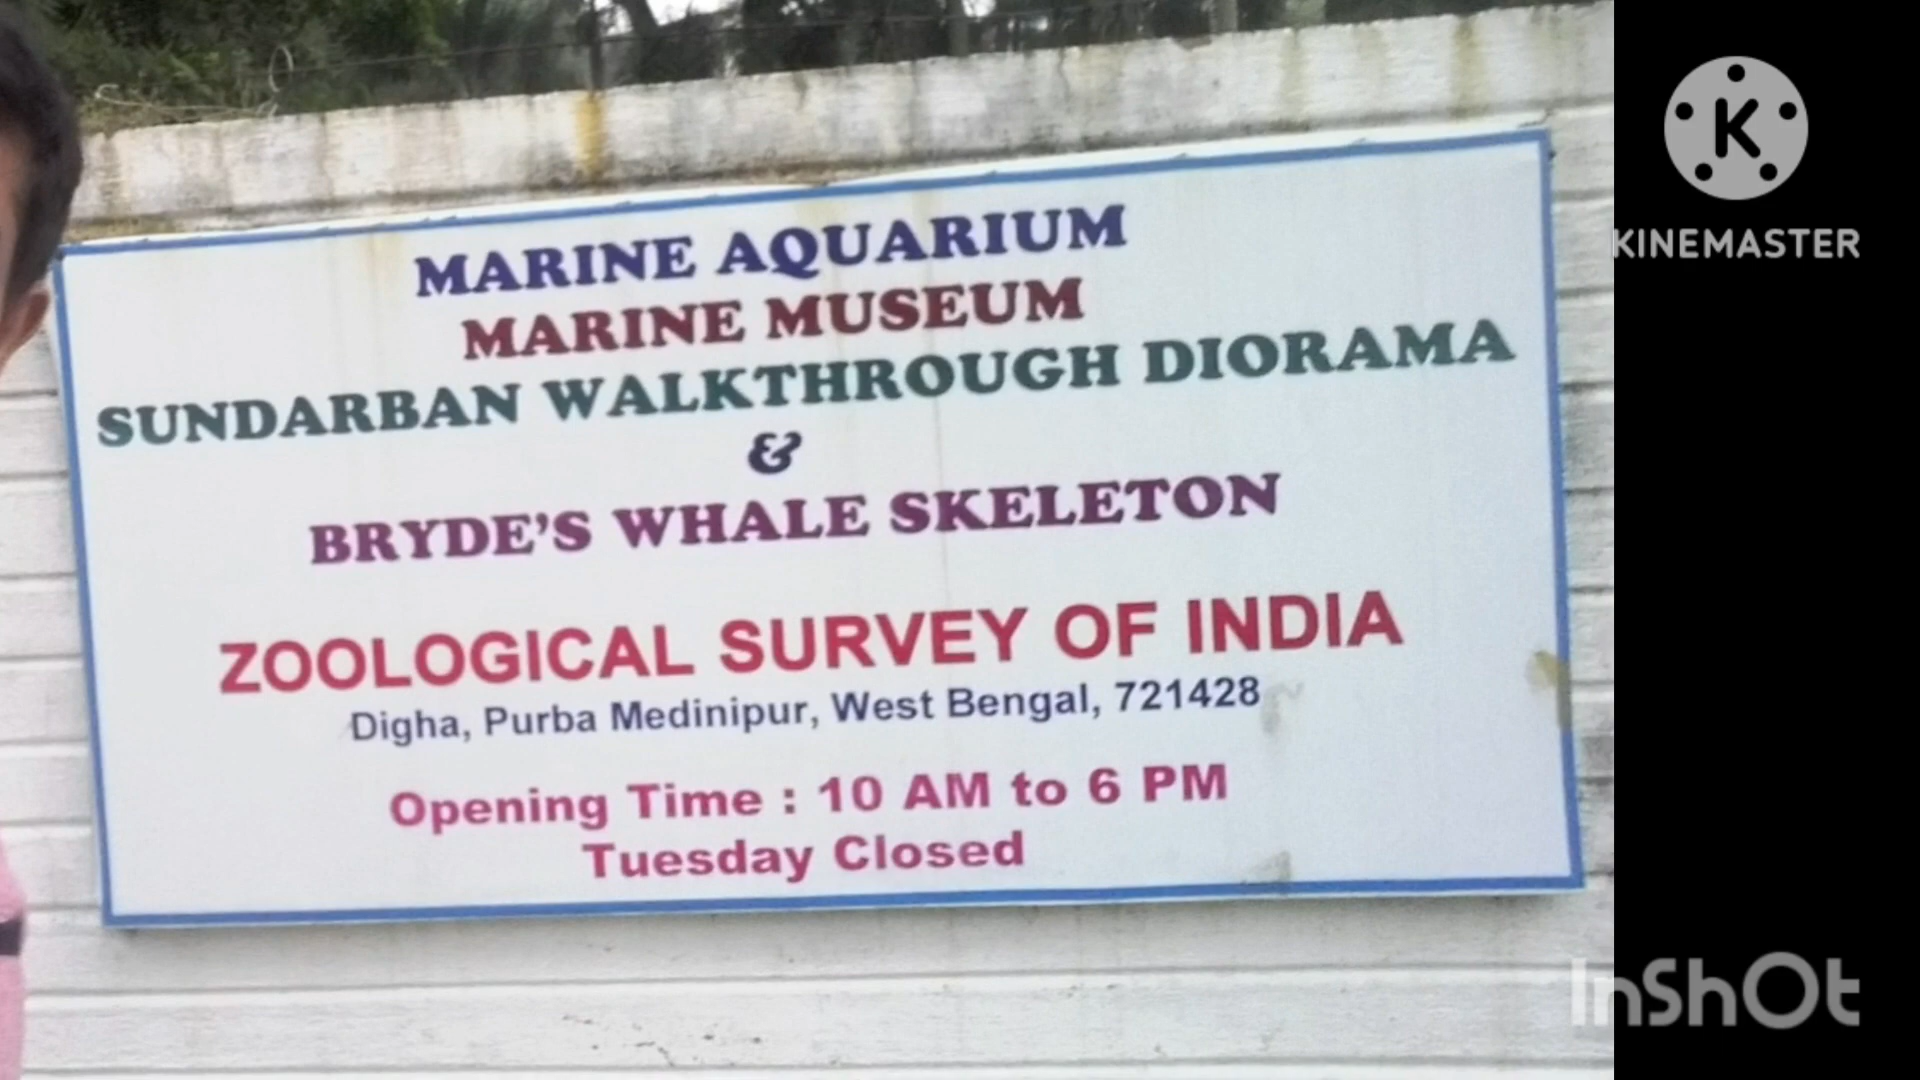 MARINE AQUARIUM
MARINE MUSEUM
SUNDARBAN WALKTHROUGH DIORAMA
&
BRYDE'S WHALE SKELETON
ZOOLOGICAL SURVEY OF INDIA
Digha, Purba Medinipur, West Bengal, 721428
Opening Time : 10 AM to 6 PM
Tuesday Closed
K
KINEMASTER
InShOt